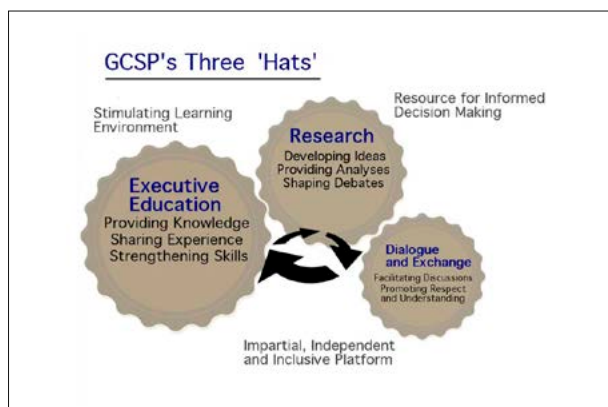 GCSP's Three 'Hats'
Stimulating Learning
Environment
Resource for Informed
Decision Making
Research
Developing Ideas
Providing Analyses
Shaping Debates
Executive
Education
Providing Knowledge
Sharing Experience
Strengthening Skills
Dialogue
and Exchange
Facilitating Discussions
Promoting Respect
and Understanding
Impartial, Independent
and Inclusive Platform